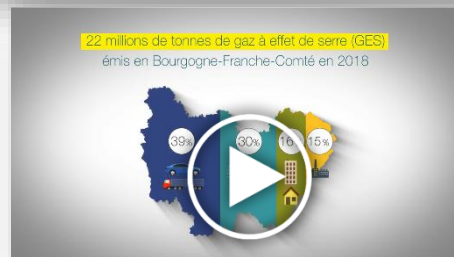 22 millions de tonnes de gaz à effet de serre (GES)
émis en Bourgogne-Franche-Comté en 2018
39% 30% 16 15%